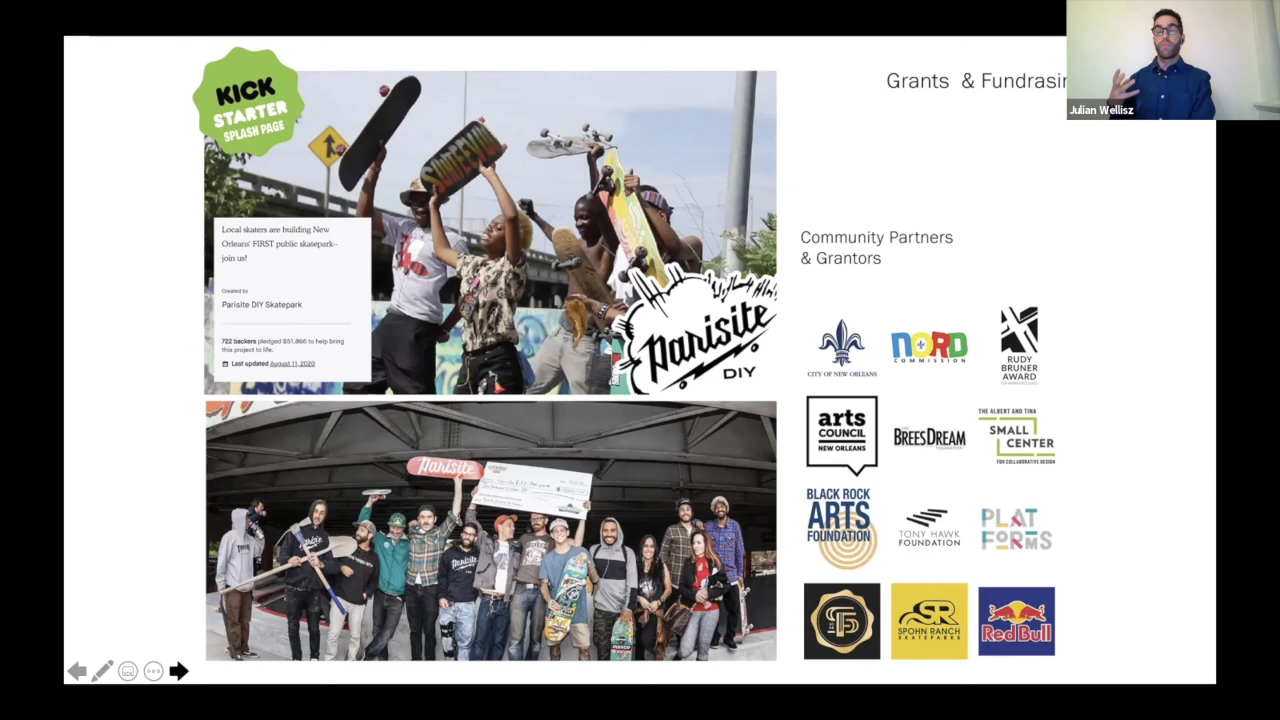 KICK
STARTER
SPLASH PAGE
Grants & Fundrasin
Julian Wellisz
Local skaters are building New
Orleans' FIRST public skatepark--
join us!
Created by
Parisite DIY Skatepark
722 backers pledged $51,866 to help bring
this project to life.
Last updated August 11, 2020
Parisite
DIY
Community Partners
& Grantors
CITY OF NEW ORLEANS
NORD
COMMISSION
RUDY
BRUNER
AWARD
arts
COUNCIL
NEW ORLEANS
BREES DREAM
FOUNDATION
THE ALBERT AND TINA
SMALL
CENTER
FOR COLLABORATIVE DESIGN
Parisite
BLACK ROCK
ARTS
FOUNDATION
TONY HAWK
FOUNDATION
PLAT
FORMS
SR
SPOHN RANCH
SKATEPARKS
Red Bull